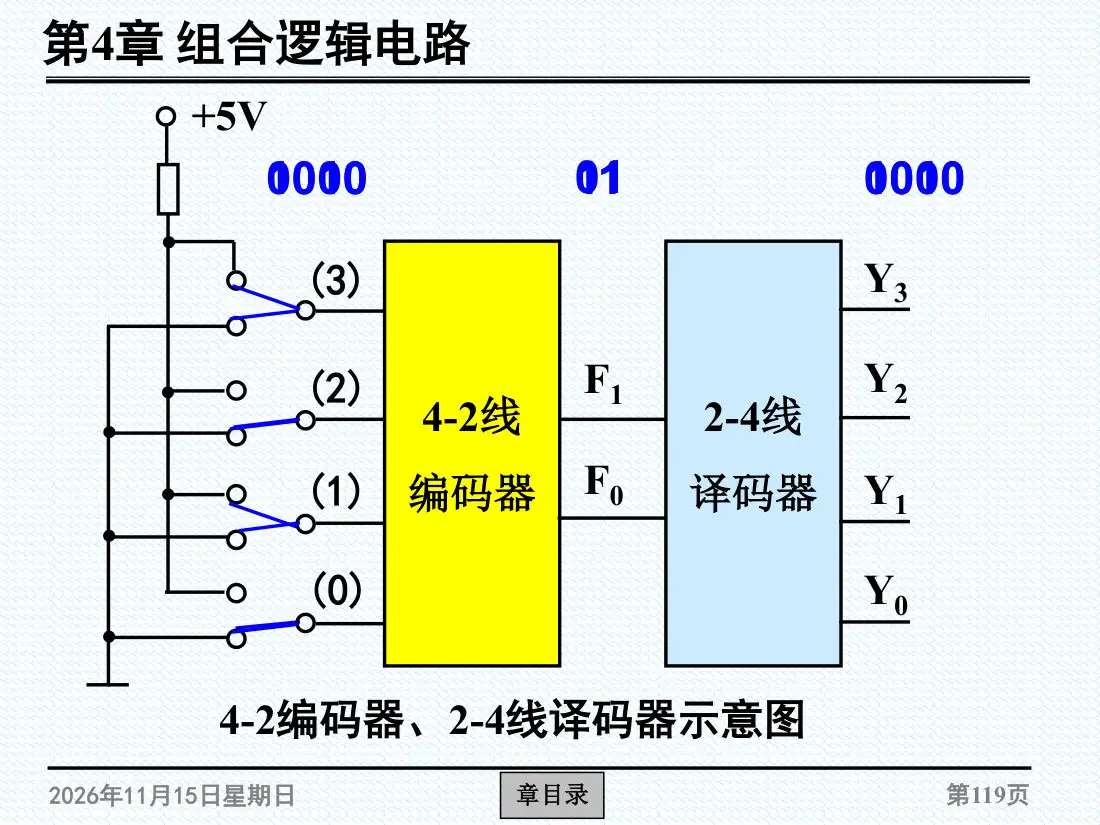 第4章 组合逻辑电路
+5V
(3)
Y3
(2)
F1
Y2
4-2线
2-4线
编码器
译码器
(1)
F0
Y1
(0)
Y0
4-2编码器、2-4线译码器示意图
2026年11月15日星期日
章目录
第119页